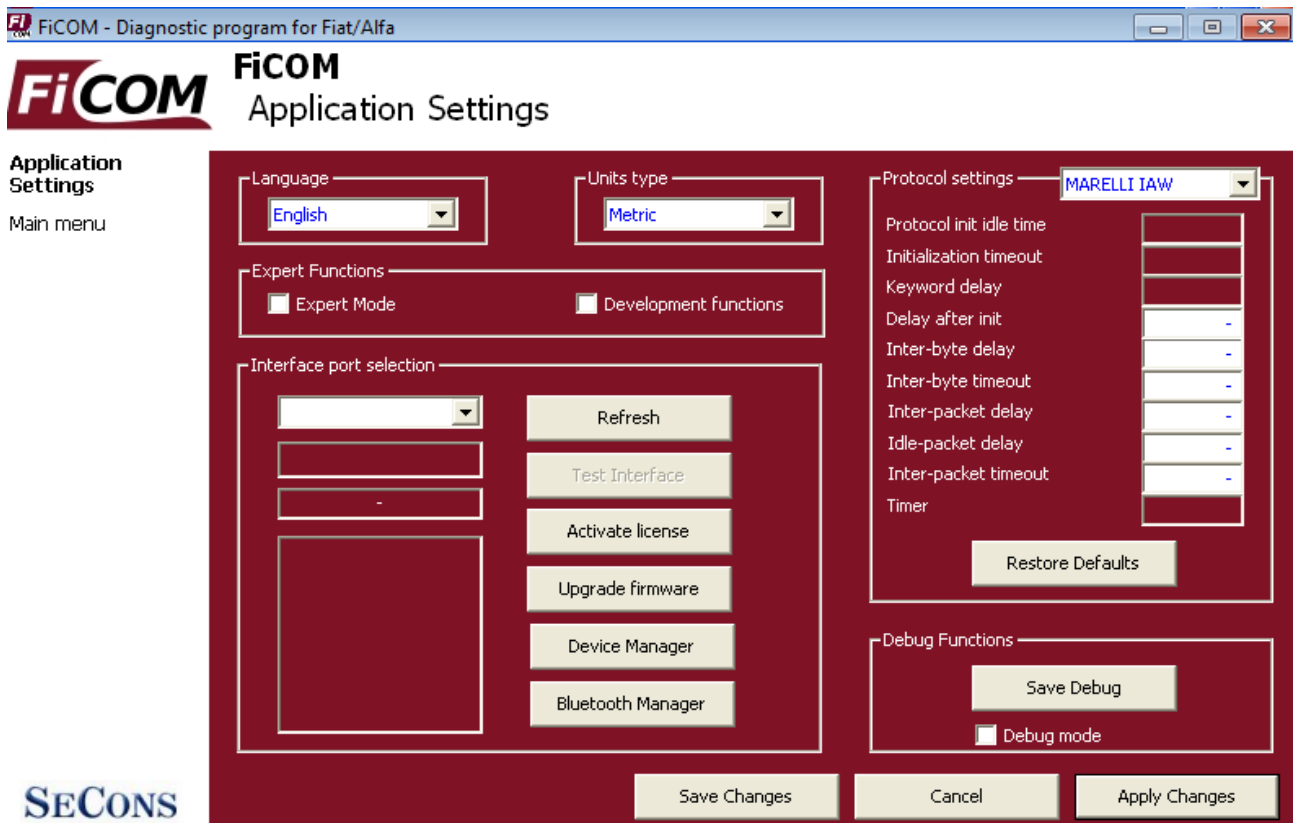 FiCOM - Diagnostic program for Fiat/Alfa
FiCOM
FiCOM
Application Settings
Application
Settings
Main menu
Language
English
Units type
Metric
Expert Functions
Expert Mode
Development functions
Interface port selection
-
Refresh
Test Interface
Activate license
Upgrade firmware
Device Manager
Bluetooth Manager
Protocol settings
MARELLI IAW
Protocol init idle time
Initialization timeout
Keyword delay
Delay after init -
Inter-byte delay -
Inter-byte timeout -
Inter-packet delay -
Idle-packet delay -
Inter-packet timeout -
Timer
Restore Defaults
Debug Functions
Save Debug
Debug mode
SECONS
Save Changes
Cancel
Apply Changes